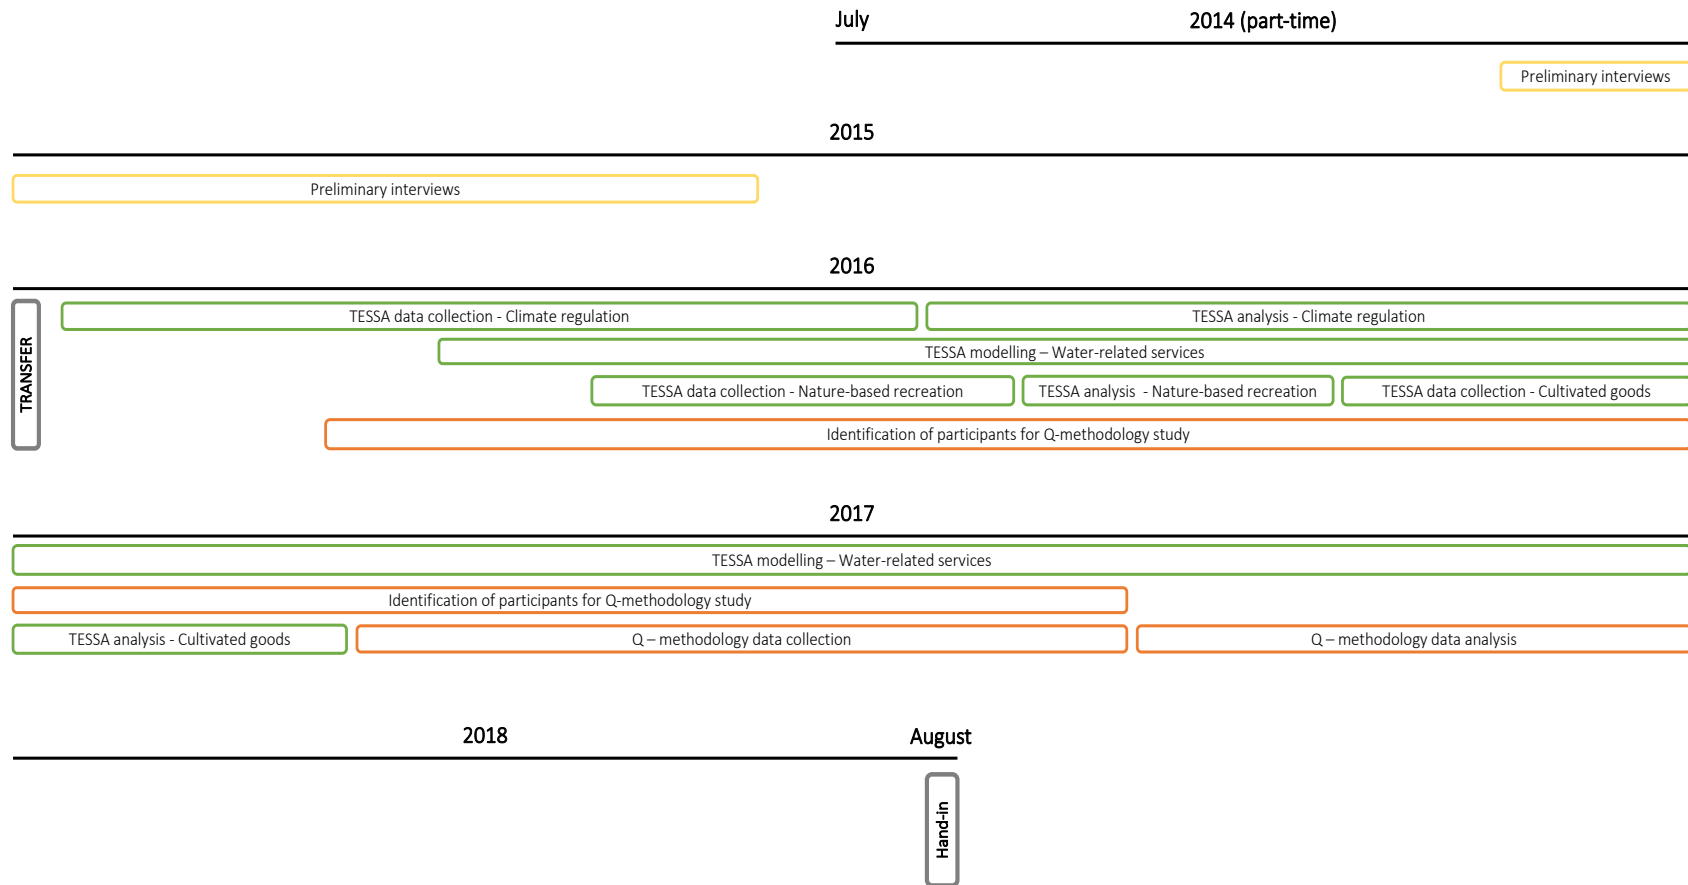 July
2014 (part-time)
Preliminary interviews
2015
Preliminary interviews
2016
TRANSFER
TESSA data collection - Climate regulation
TESSA analysis - Climate regulation
TESSA modelling – Water-related services
TESSA data collection - Nature-based recreation
TESSA analysis  - Nature-based recreation
TESSA data collection - Cultivated goods
Identification of participants for Q-methodology study
2017
TESSA modelling – Water-related services
Identification of participants for Q-methodology study
TESSA analysis - Cultivated goods
Q – methodology data collection
Q – methodology data analysis
2018
August
Hand-in